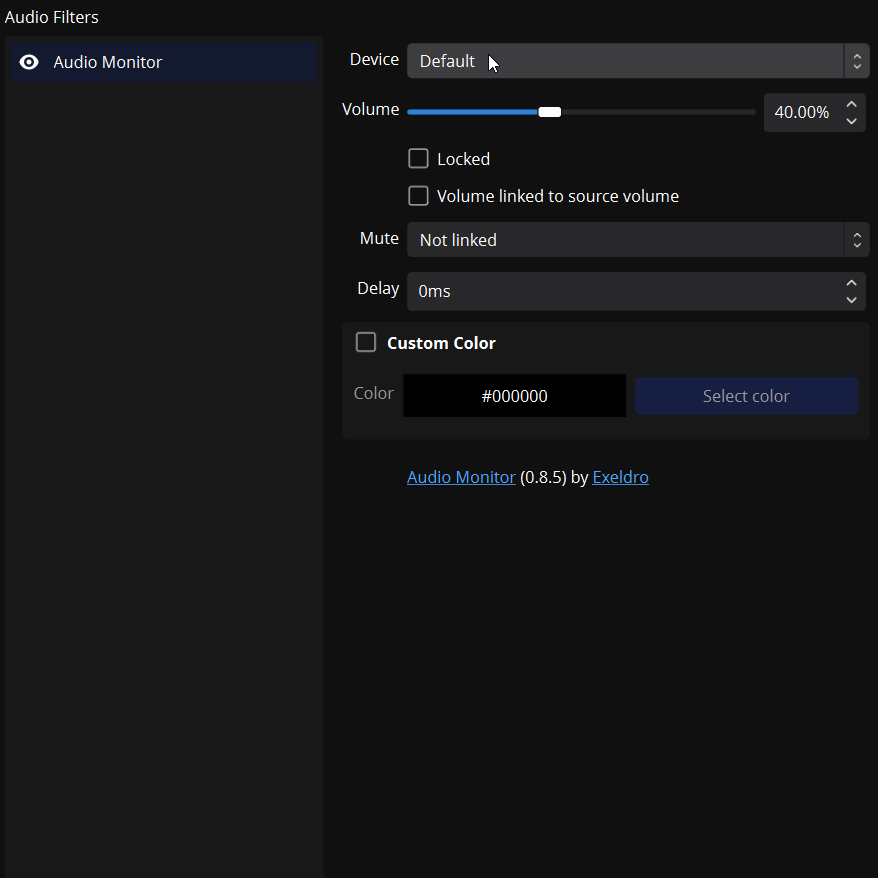 Audio Filters
Audio Monitor
Device Default
Volume 40.00%
Locked
Volume linked to source volume
Mute Not linked
Delay 0ms
Custom Color
Color #000000 Select color
Audio Monitor (0.8.5) by Exeldro